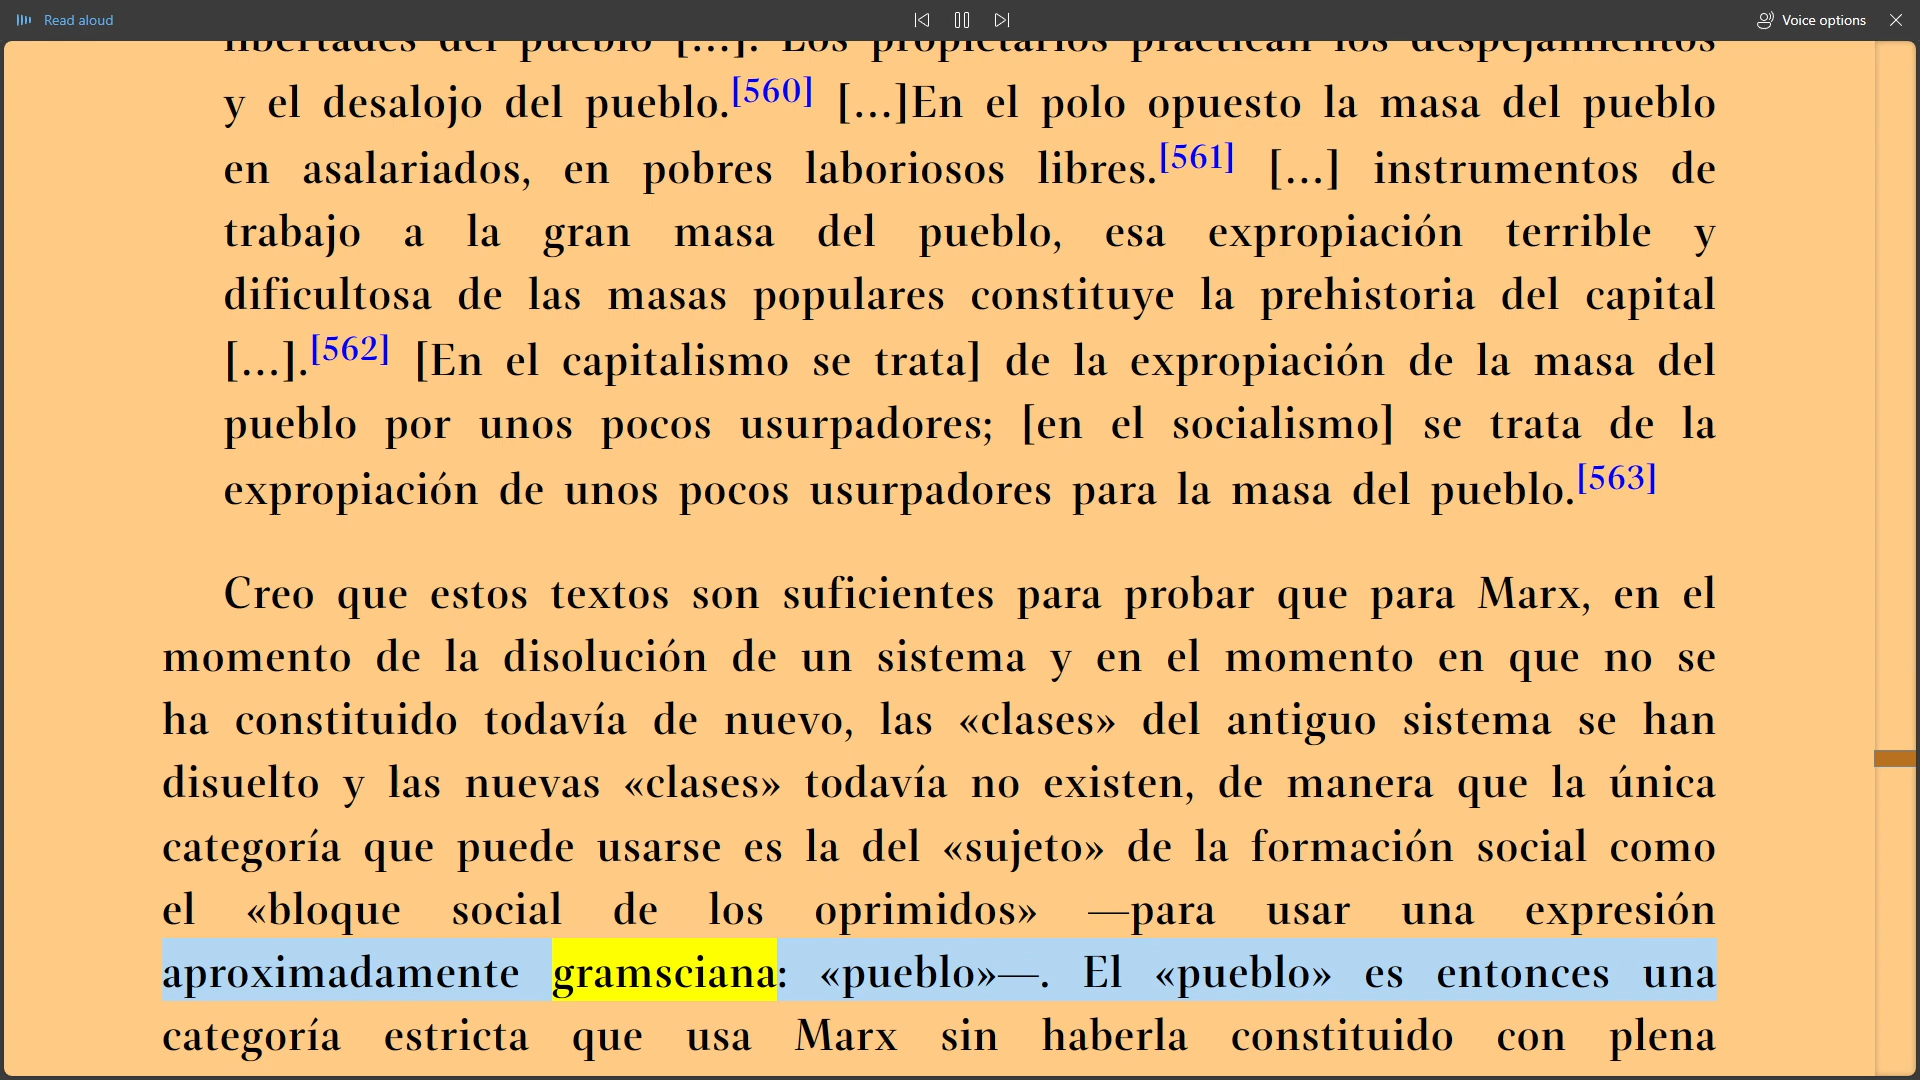 Read aloud
Voice options
libertades del pueblo […]. Los propietarios practican los despejamientos
y el desalojo del pueblo.[560] […]En el polo opuesto la masa del pueblo
en asalariados, en pobres laboriosos libres.[561] […] instrumentos de
trabajo a la gran masa del pueblo, esa expropiación terrible y
dificultosa de las masas populares constituye la prehistoria del capital
[…].[562] [En el capitalismo se trata] de la expropiación de la masa del
pueblo por unos pocos usurpadores; [en el socialismo] se trata de la
expropiación de unos pocos usurpadores para la masa del pueblo.[563]
Creo que estos textos son suficientes para probar que para Marx, en el
momento de la disolución de un sistema y en el momento en que no se
ha constituido todavía de nuevo, las «clases» del antiguo sistema se han
disuelto y las nuevas «clases» todavía no existen, de manera que la única
categoría que puede usarse es la del «sujeto» de la formación social como
el «bloque social de los oprimidos» —para usar una expresión
aproximadamente gramsciana: «pueblo»—. El «pueblo» es entonces una
categoría estricta que usa Marx sin haberla constituido con plena